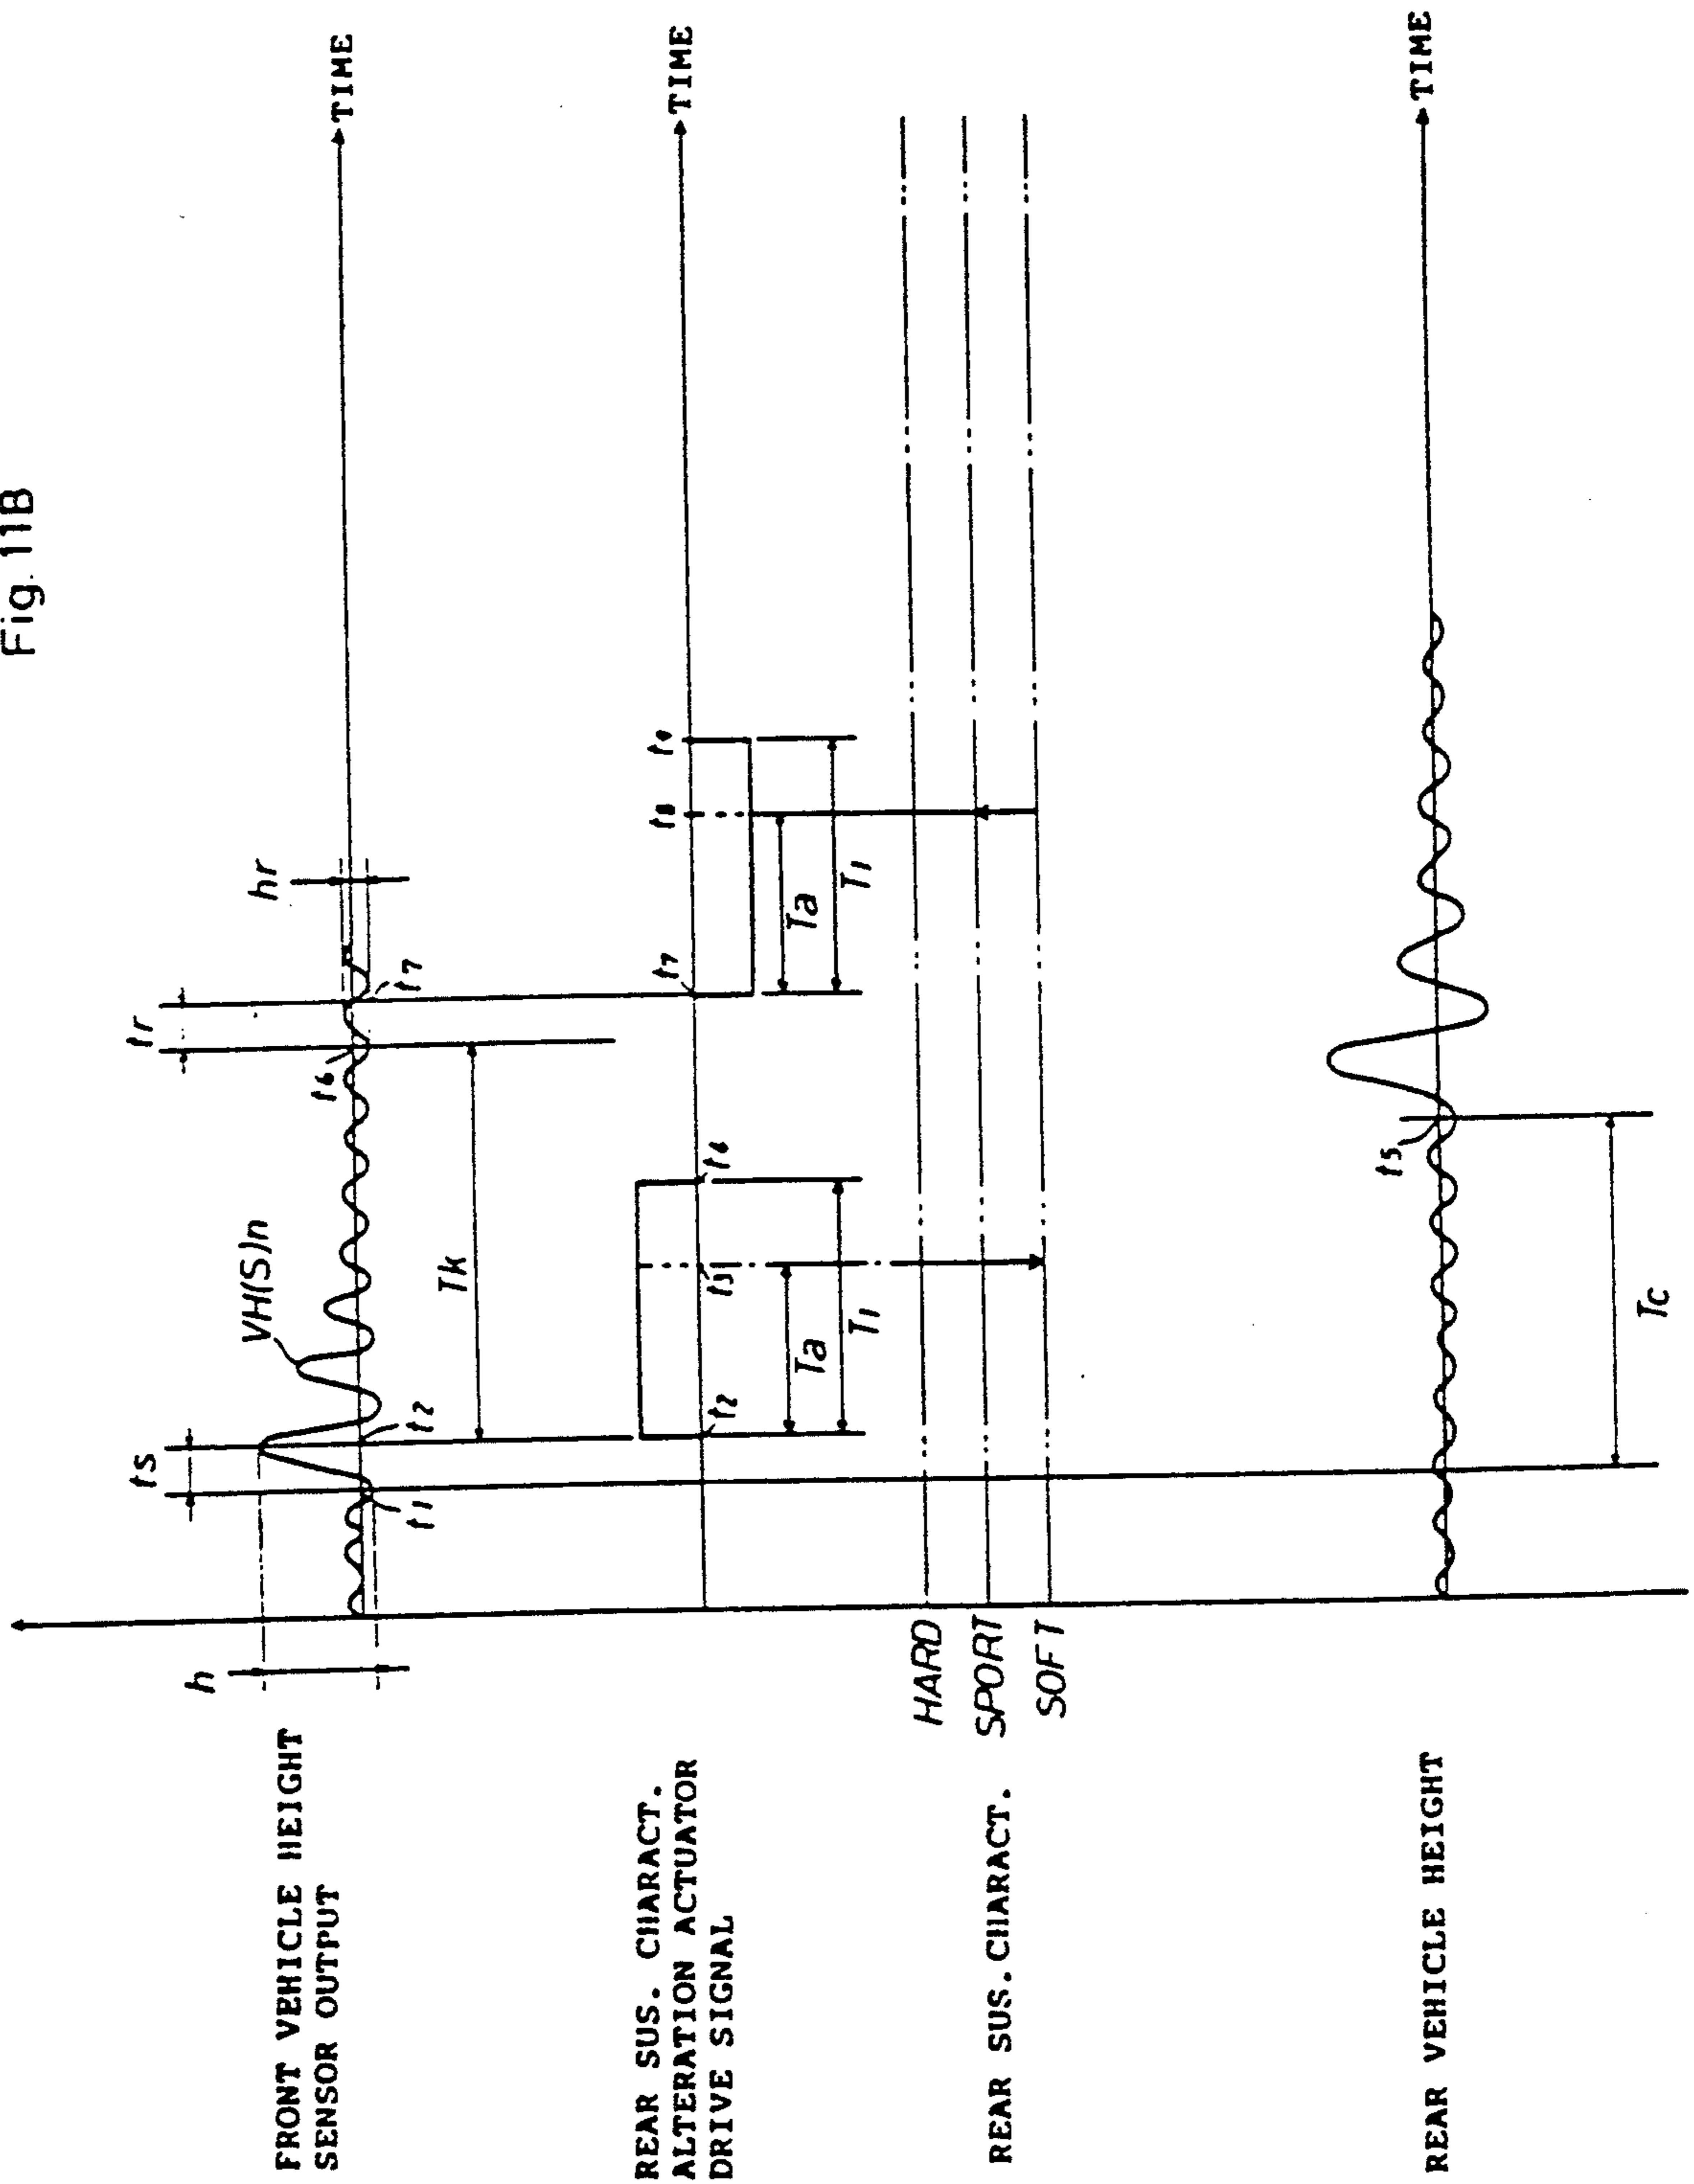 Fig. 11B
FRONT VEHICLE HEIGHT
SENSOR OUTPUT
h
ts
t1
t2
VH(S)n
Tk
t6
tr
t7
hr
TIME
REAR SUS. CHARACT.
ALTERATION ACTUATOR
DRIVE SIGNAL
t2
t3
Ta
T1
t7
t8
Ta
T1
TIME
REAR SUS. CHARACT.
HARD
SPORT
SOFT
REAR VEHICLE HEIGHT
t5
Tc
TIME